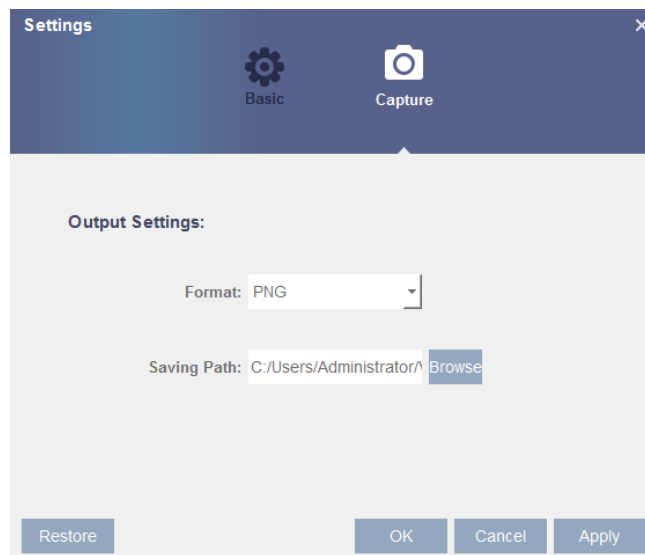 Settings
Basic
Capture
Output Settings:
Format: PNG
Saving Path: C:/Users/Administrator/ Browse
Restore OK Cancel Apply